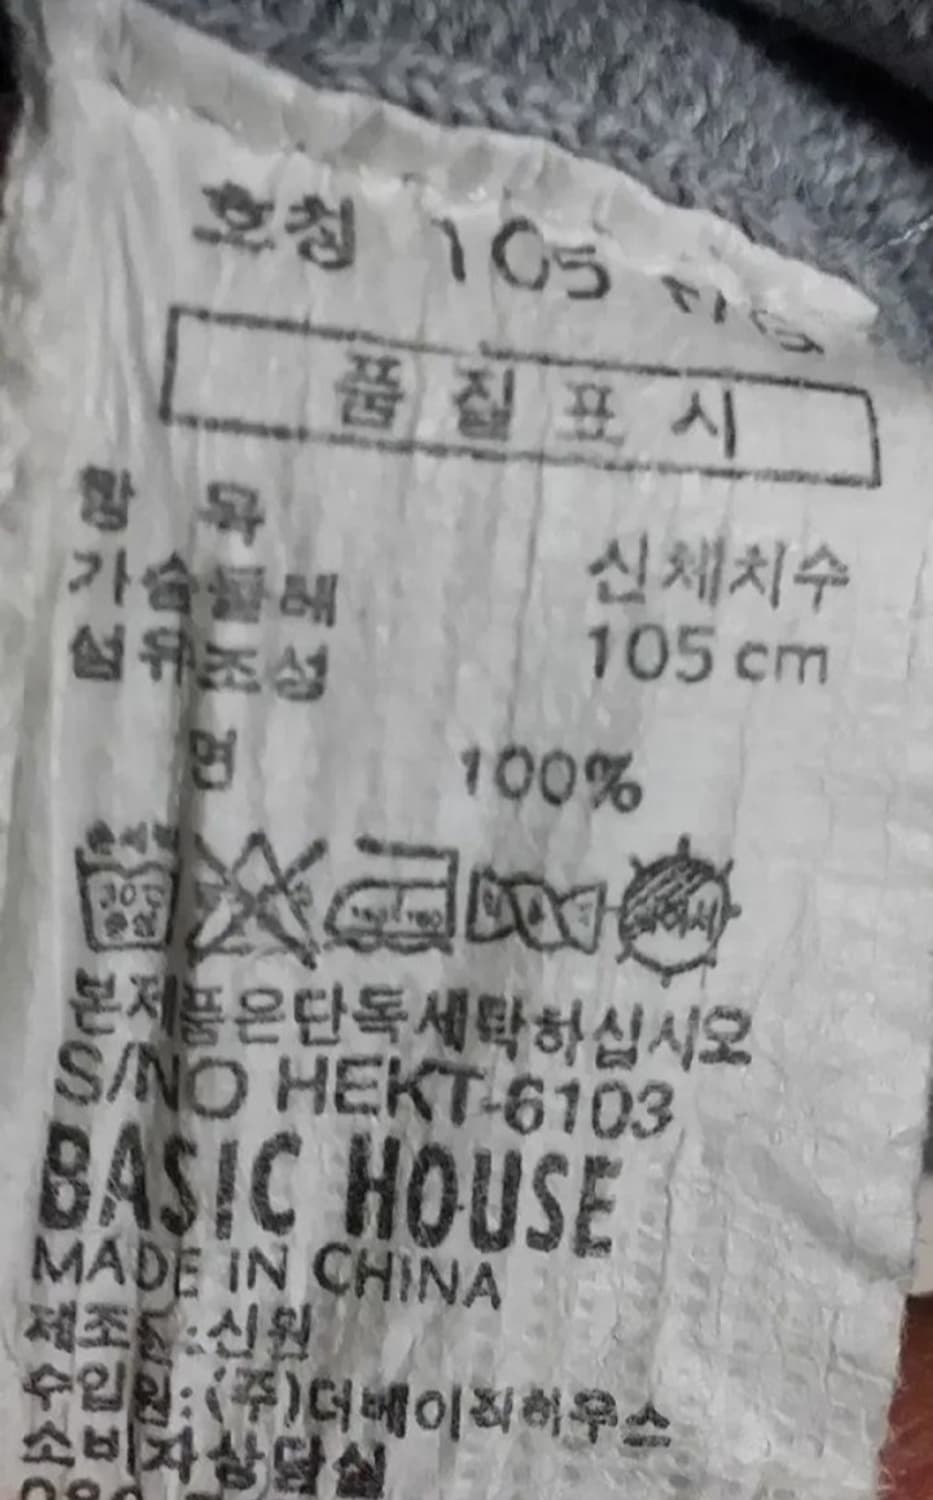 호칭 105
품질표시
항 목
신체치수
가슴둘레 105 cm
섬유조성
면 100%
본제품은단독세탁하십시오
S/NO HEKT-6103
BASIC HOUSE
MADE IN CHINA
제조원:신원
수입원:(주)더베이직하우스
소비자상담실